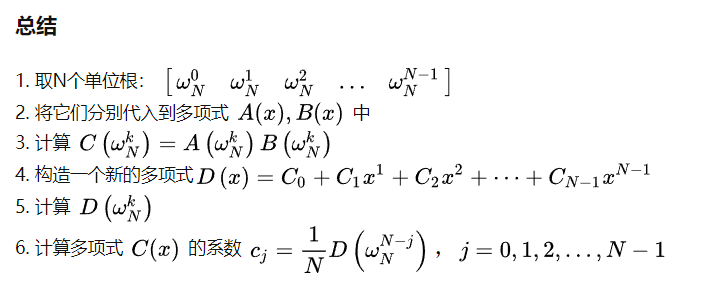 总结
1. 取N个单位根： [ω_N^0 ω_N^1 ω_N^2 … ω_N^{N−1}]
2. 将它们分别代入到多项式 A(x), B(x) 中
3. 计算 C(ω_N^k) = A(ω_N^k) B(ω_N^k)
4. 构造一个新的多项式 D(x) = C_0 + C_1x^1 + C_2x^2 + ⋯ + C_{N−1}x^{N−1}
5. 计算 D(ω_N^k)
6. 计算多项式 C(x) 的系数 c_j = \frac{1}{N} D(ω_N^{N−j}) ， j = 0, 1, 2, …, N − 1